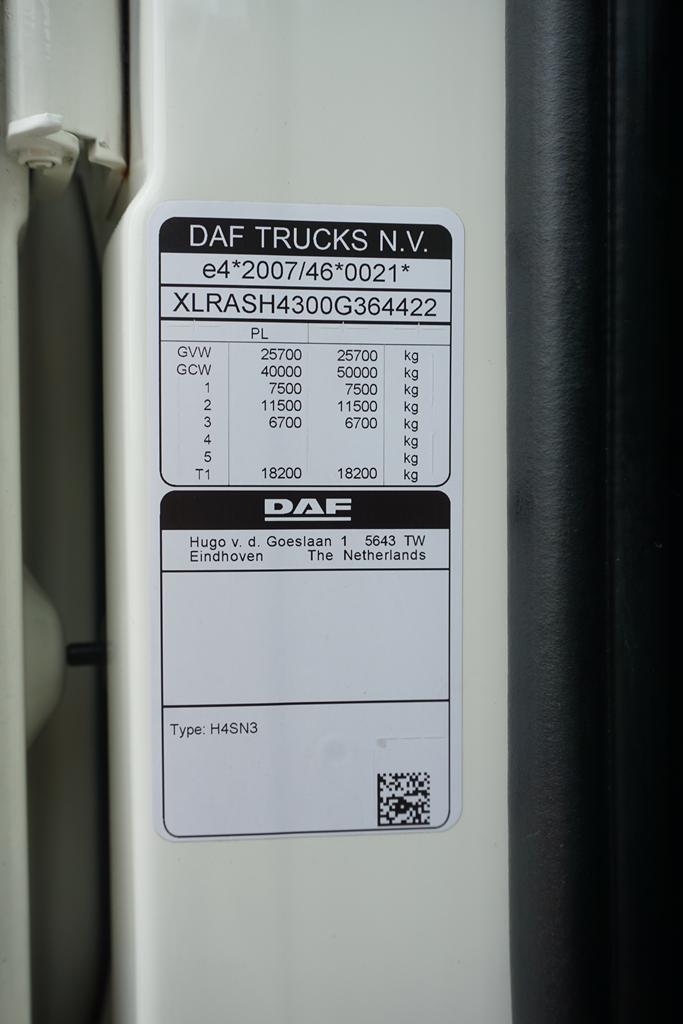 DAF TRUCKS N.V.
e4*2007/46*0021*
XLRASH4300G364422
PL
GVW 25700 25700 kg
GCW 40000 50000 kg
1 7500 7500 kg
2 11500 11500 kg
3 6700 6700 kg
4 kg
5 kg
T1 18200 18200 kg
DAF
Hugo v. d. Goeslaan 1 5643 TW
Eindhoven The Netherlands
Type: H4SN3